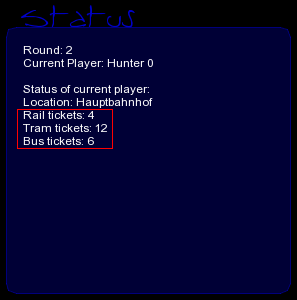 Status
Round: 2
Current Player: Hunter 0
Status of current player:
Location: Hauptbahnhof
Rail tickets: 4
Tram tickets: 12
Bus tickets: 6